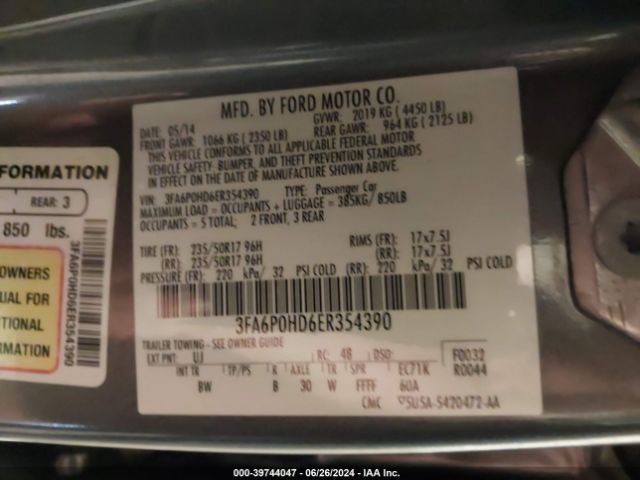 MFD. BY FORD MOTOR CO.
DATE: 05/14
GVWR: 2019 KG ( 4450 LB)
FRONT GAWR: 1066 KG ( 2350 LB)
REAR GAWR: 964 KG ( 2125 LB)
THIS VEHICLE CONFORMS TO ALL APPLICABLE FEDERAL MOTOR
VEHICLE SAFETY, BUMPER, AND THEFT PREVENTION STANDARDS
IN EFFECT ON THE DATE OF MANUFACTURE SHOWN ABOVE.
VIN: 3FA6P0HD6ER354390 TYPE: Passenger Car
MAXIMUM LOAD = OCCUPANTS + LUGGAGE = 385KG/850LB
OCCUPANTS = 5 TOTAL; 2 FRONT, 3 REAR
TIRE (FR): 235/50R17 96H RIMS (FR): 17x7.5J
(RR): 235/50R17 96H (RR): 17x7.5J
PRESSURE (FR): 220 kPa/ 32 PSI COLD (RR): 220 kPa/ 32 PSI COLD
3FA6P0HD6ER354390
TRAILER TOWING - SEE OWNER GUIDE
EXT PNT: UJ RC: 48 DSO: F0032
INT TR TP/PS R AXLE TR SPR EC71K R0044
BW B 30 W FFFF 60A
CMC 5U5A-5420472-AA
FORMATION
REAR: 3
850 lbs.
OWNERS
UAL FOR
TIONAL
RMATION
3FA6P0HD6ER354390
000-39744047 - 06/26/2024 - IAA Inc.